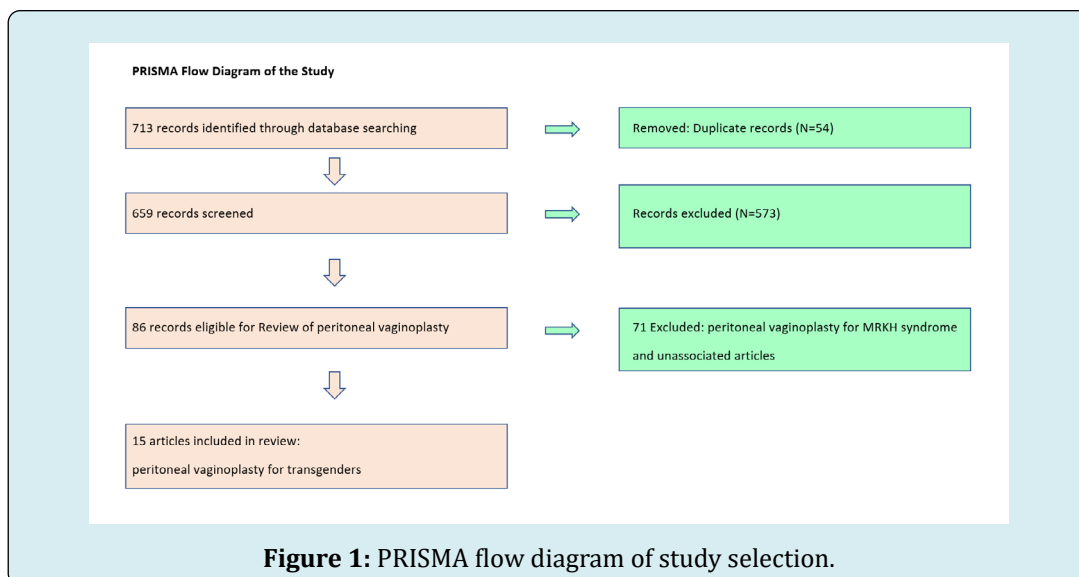 PRISMA Flow Diagram of the Study
713 records identified through database searching
Removed: Duplicate records (N=54)
659 records screened
Records excluded (N=573)
86 records eligible for Review of peritoneal vaginoplasty
71 Excluded: peritoneal vaginoplasty for MRKH syndrome
and unassociated articles
15 articles included in review:
peritoneal vaginoplasty for transgenders
Figure 1: PRISMA flow diagram of study selection.